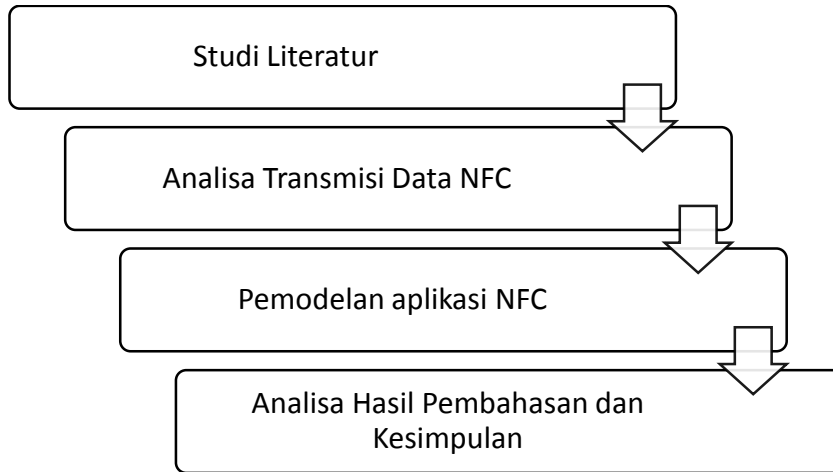 Studi Literatur
Analisa Transmisi Data NFC
Pemodelan aplikasi NFC
Analisa Hasil Pembahasan dan
Kesimpulan